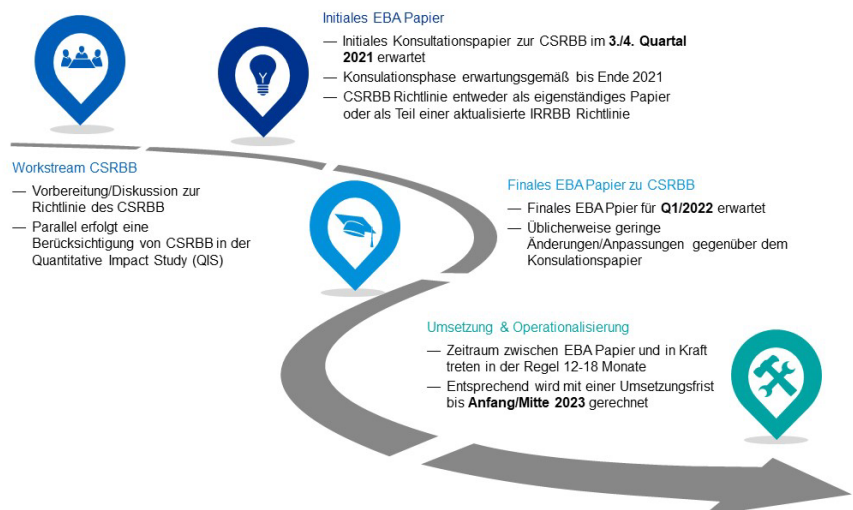 Initiales EBA Papier
— Initiales Konsultationspapier zur CSRBB im 3./4. Quartal
2021 erwartet
— Konsulationsphase erwartungsgemäß bis Ende 2021
— CSRBB Richtlinie entweder als eigenständiges Papier
oder als Teil einer aktualisierte IRRBB Richtlinie
Workstream CSRBB
— Vorbereitung/Diskussion zur
Richtlinie des CSRBB
— Parallel erfolgt eine
Berücksichtigung von CSRBB in der
Quantitative Impact Study (QIS)
Finales EBA Papier zu CSRBB
— Finales EBA Ppier für Q1/2022 erwartet
— Üblicherweise geringe
Änderungen/Anpassungen gegenüber dem
Konsulationspapier
Umsetzung & Operationalisierung
— Zeitraum zwischen EBA Papier und in Kraft
treten in der Regel 12-18 Monate
— Entsprechend wird mit einer Umsetzungsfrist
bis Anfang/Mitte 2023 gerechnet